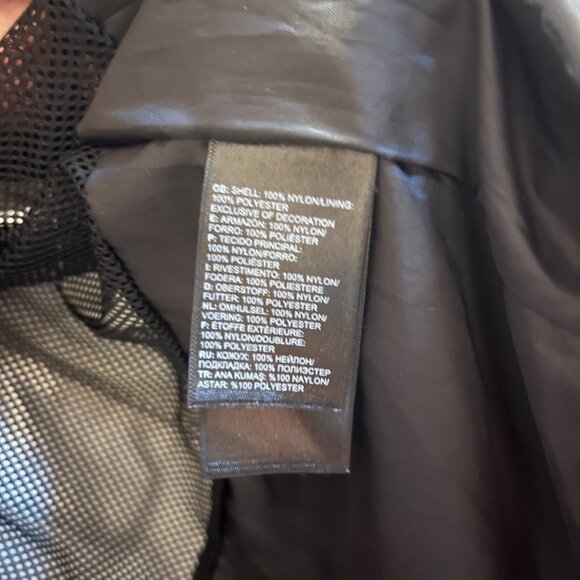 GE: SHELL: 100% NYLON/LINING:
100% POLYESTER
EXCLUSIVE OF DECORATION
E: ARMAZÓN: 100% NYLON/
FORRO: 100% POLIÉSTER
P: TECIDO PRINCIPAL:
100% NYLON/FORRO:
100% POLIÉSTER
I: RIVESTIMENTO: 100% NYLON/
FODERA: 100% POLIESTERE
D: OBERSTOFF: 100% NYLON/
FUTTER: 100% POLYESTER
NL: OMHULSEL: 100% NYLON/
VOERING: 100% POLYESTER
F: ÉTOFFE EXTÉRIEURE:
100% NYLON/DOUBLURE:
100% POLYESTER
RU: КОЖУХ: 100% НЕЙЛОН/
ПОДКЛАДКА: 100% ПОЛИЭСТЕР
TR: ANA KUMAŞ: %100 NAYLON/
ASTAR: %100 POLYESTER